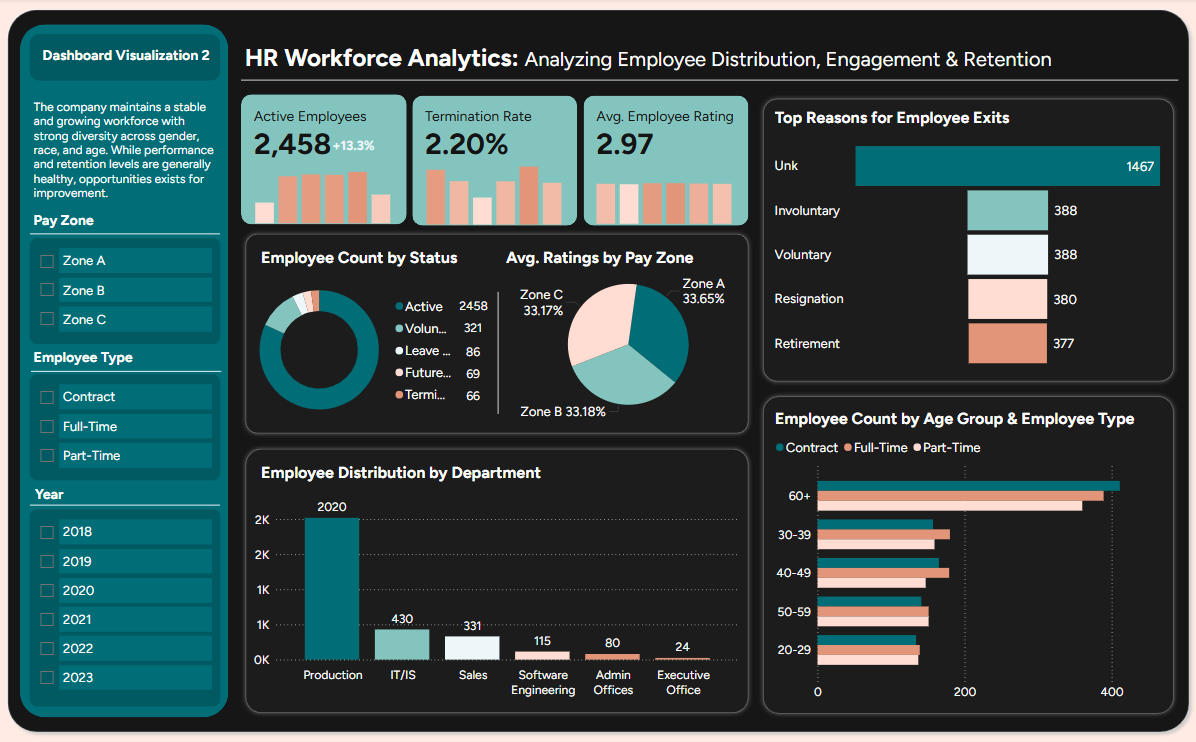 Dashboard Visualization 2
The company maintains a stable
and growing workforce with
strong diversity across gender,
race, and age. While performance
and retention levels are generally
healthy, opportunities exists for
improvement.
Pay Zone
Zone A
Zone B
Zone C
Employee Type
Contract
Full-Time
Part-Time
Year
2018
2019
2020
2021
2022
2023
HR Workforce Analytics: Analyzing Employee Distribution, Engagement & Retention
Active Employees
2,458 +13.3%
Termination Rate
2.20%
Avg. Employee Rating
2.97
Employee Count by Status
Active 2458
Volun... 321
Leave ... 86
Future... 69
Termi... 66
Avg. Ratings by Pay Zone
Zone A
33.65%
Zone C
33.17%
Zone B 33.18%
Employee Distribution by Department
2K
2K
1K
1K
0K
2020
430
331
115
80
24
Production
IT/IS
Sales
Software
Engineering
Admin
Offices
Executive
Office
Top Reasons for Employee Exits
Unk 1467
Involuntary 388
Voluntary 388
Resignation 380
Retirement 377
Employee Count by Age Group & Employee Type
Contract Full-Time Part-Time
60+
30-39
40-49
50-59
20-29
0 200 400